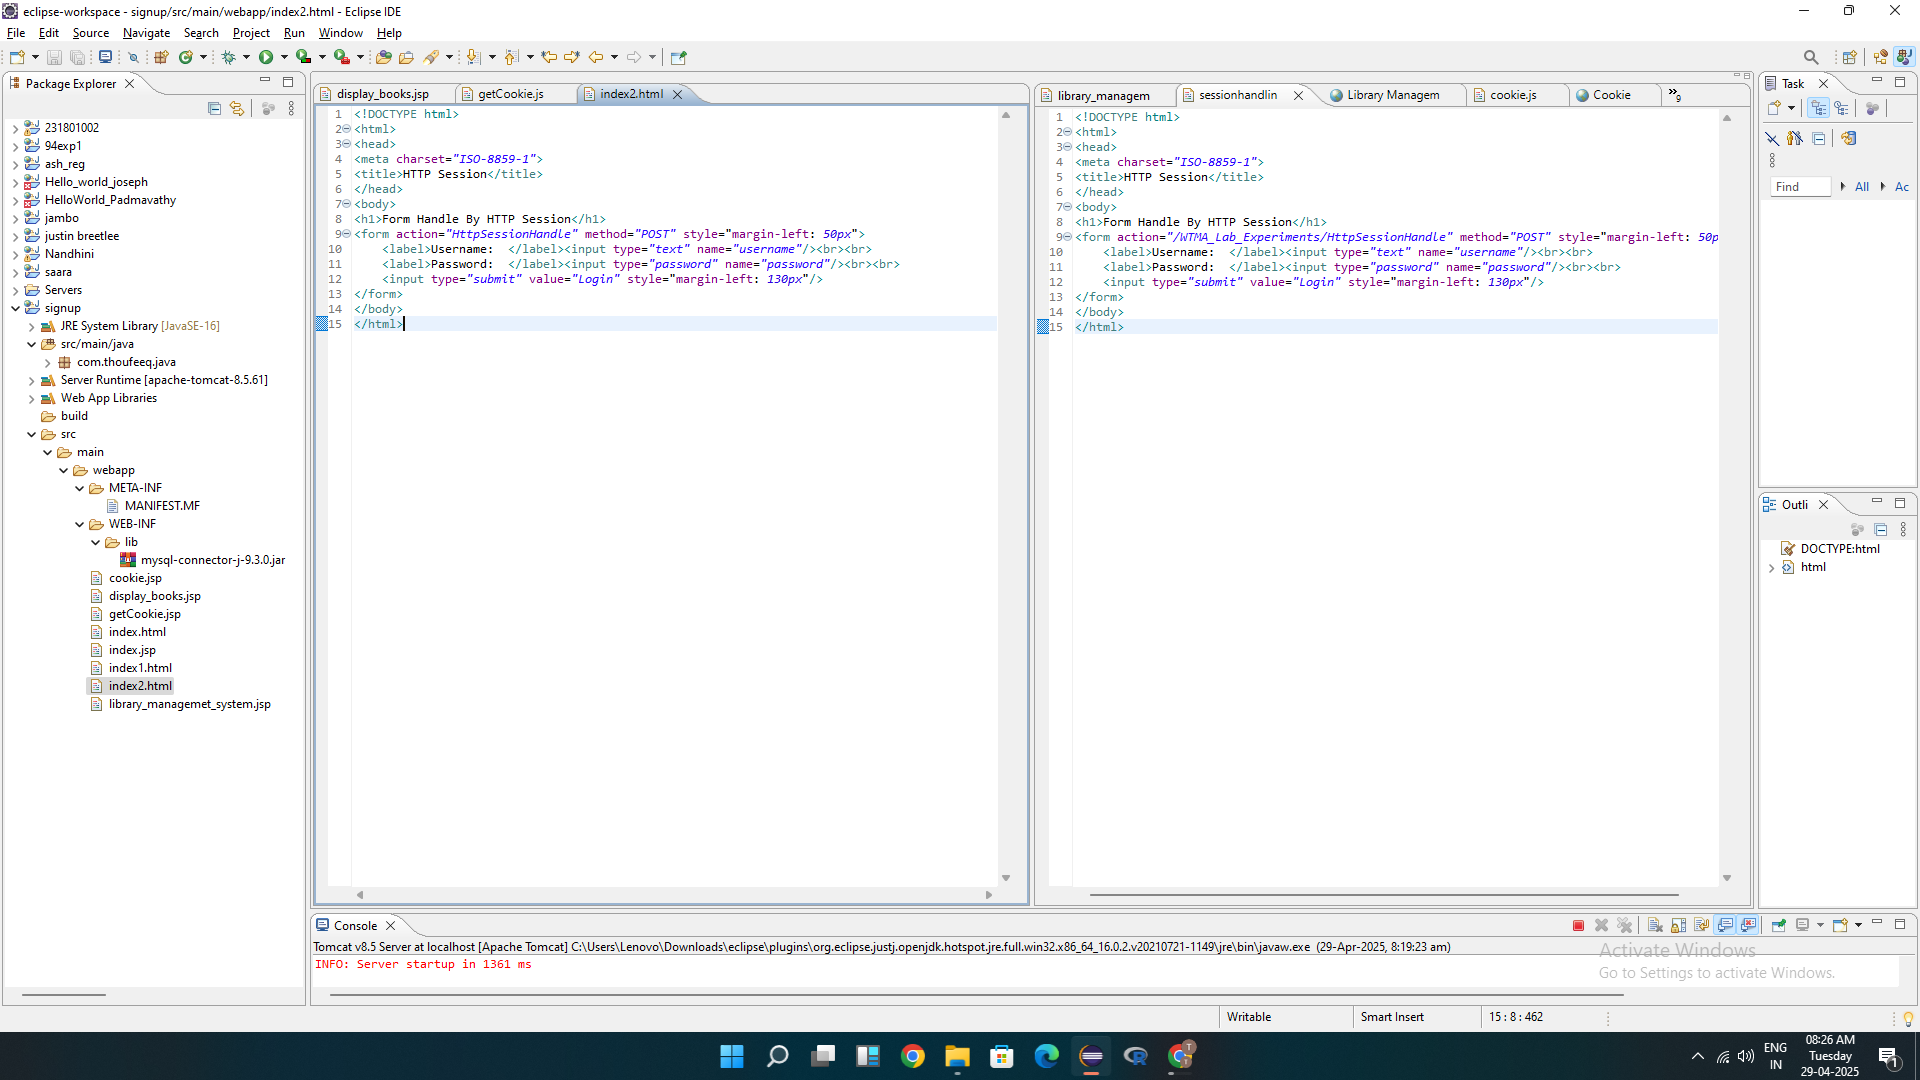 eclipse-workspace - signup/src/main/webapp/index2.html - Eclipse IDE
File Edit Source Navigate Search Project Run Window Help
Package Explorer
231801002
94exp1
ash_reg
Hello_world_joseph
HelloWorld_Padmavathy
jambo
justin breetlee
Nandhini
saara
Servers
signup
JRE System Library [JavaSE-16]
src/main/java
com.thoufeeq.java
Server Runtime [apache-tomcat-8.5.61]
Web App Libraries
build
src
main
webapp
META-INF
MANIFEST.MF
WEB-INF
lib
mysql-connector-j-9.3.0.jar
cookie.jsp
display_books.jsp
getCookie.jsp
index.html
index.jsp
index1.html
index2.html
library_managemet_system.jsp
display_books.jsp getCookie.js index2.html
1 <!DOCTYPE html>
2 <html>
3 <head>
4 <meta charset="ISO-8859-1">
5 <title>HTTP Session</title>
6 </head>
7 <body>
8 <h1>Form Handle By HTTP Session</h1>
9 <form action="HttpSessionHandle" method="POST" style="margin-left: 50px">
10 <label>Username: </label><input type="text" name="username"/><br><br>
11 <label>Password: </label><input type="password" name="password"/><br><br>
12 <input type="submit" value="Login" style="margin-left: 130px"/>
13 </form>
14 </body>
15 </html>
library_managem sessionhandlin Library Managem cookie.js Cookie »9
1 <!DOCTYPE html>
2 <html>
3 <head>
4 <meta charset="ISO-8859-1">
5 <title>HTTP Session</title>
6 </head>
7 <body>
8 <h1>Form Handle By HTTP Session</h1>
9 <form action="/WTMA_Lab_Experiments/HttpSessionHandle" method="POST" style="margin-left: 50p
10 <label>Username: </label><input type="text" name="username"/><br><br>
11 <label>Password: </label><input type="password" name="password"/><br><br>
12 <input type="submit" value="Login" style="margin-left: 130px"/>
13 </form>
14 </body>
15 </html>
Task
Find All Ac
Outli
DOCTYPE:html
html
Console
Tomcat v8.5 Server at localhost [Apache Tomcat] C:\Users\Lenovo\Downloads\eclipse\plugins\org.eclipse.justj.openjdk.hotspot.jre.full.win32.x86_64_16.0.2.v20210721-1149\jre\bin\javaw.exe (29-Apr-2025, 8:19:23 am)
INFO: Server startup in 1361 ms
Activate Windows
Go to Settings to activate Windows.
Writable Smart Insert 15 : 8 : 462
ENG
IN
08:26 AM
Tuesday
29-04-2025
1